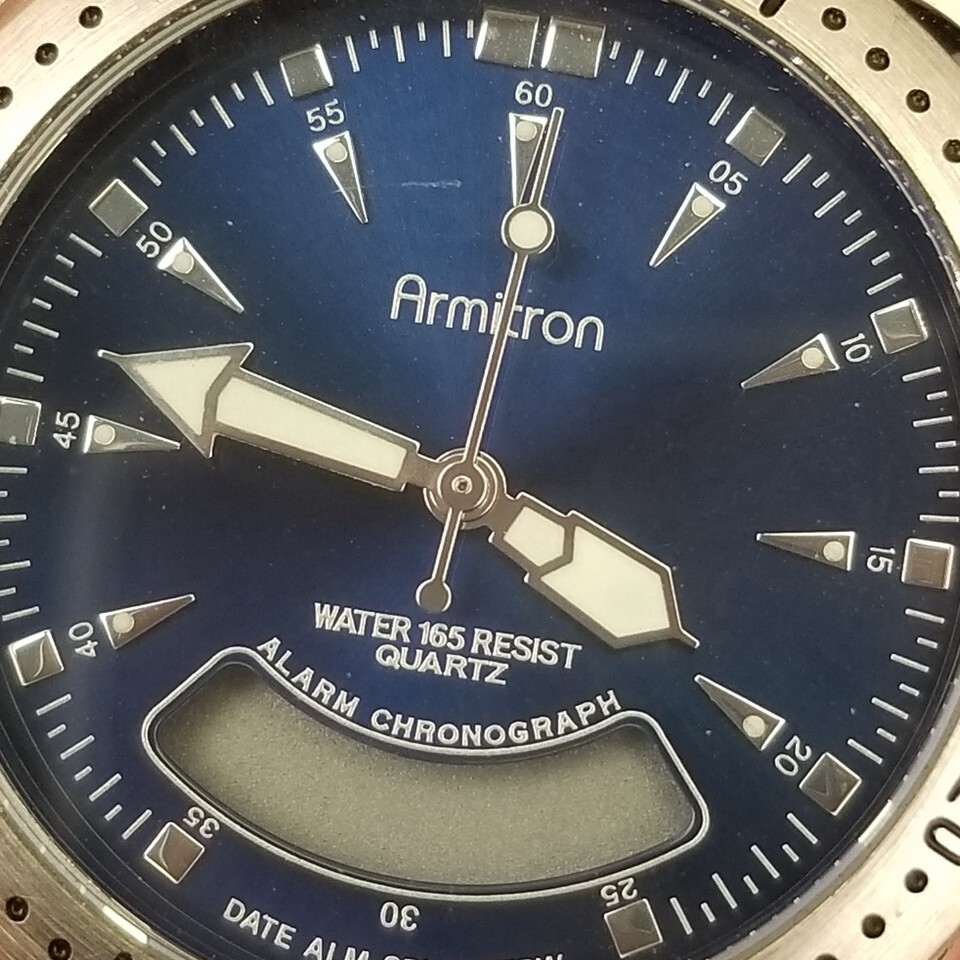 60
55
05
50
Armitron
10
45
15
WATER 165 RESIST
QUARTZ
40
ALARM CHRONOGRAPH
20
35
25
30
DATE ALM